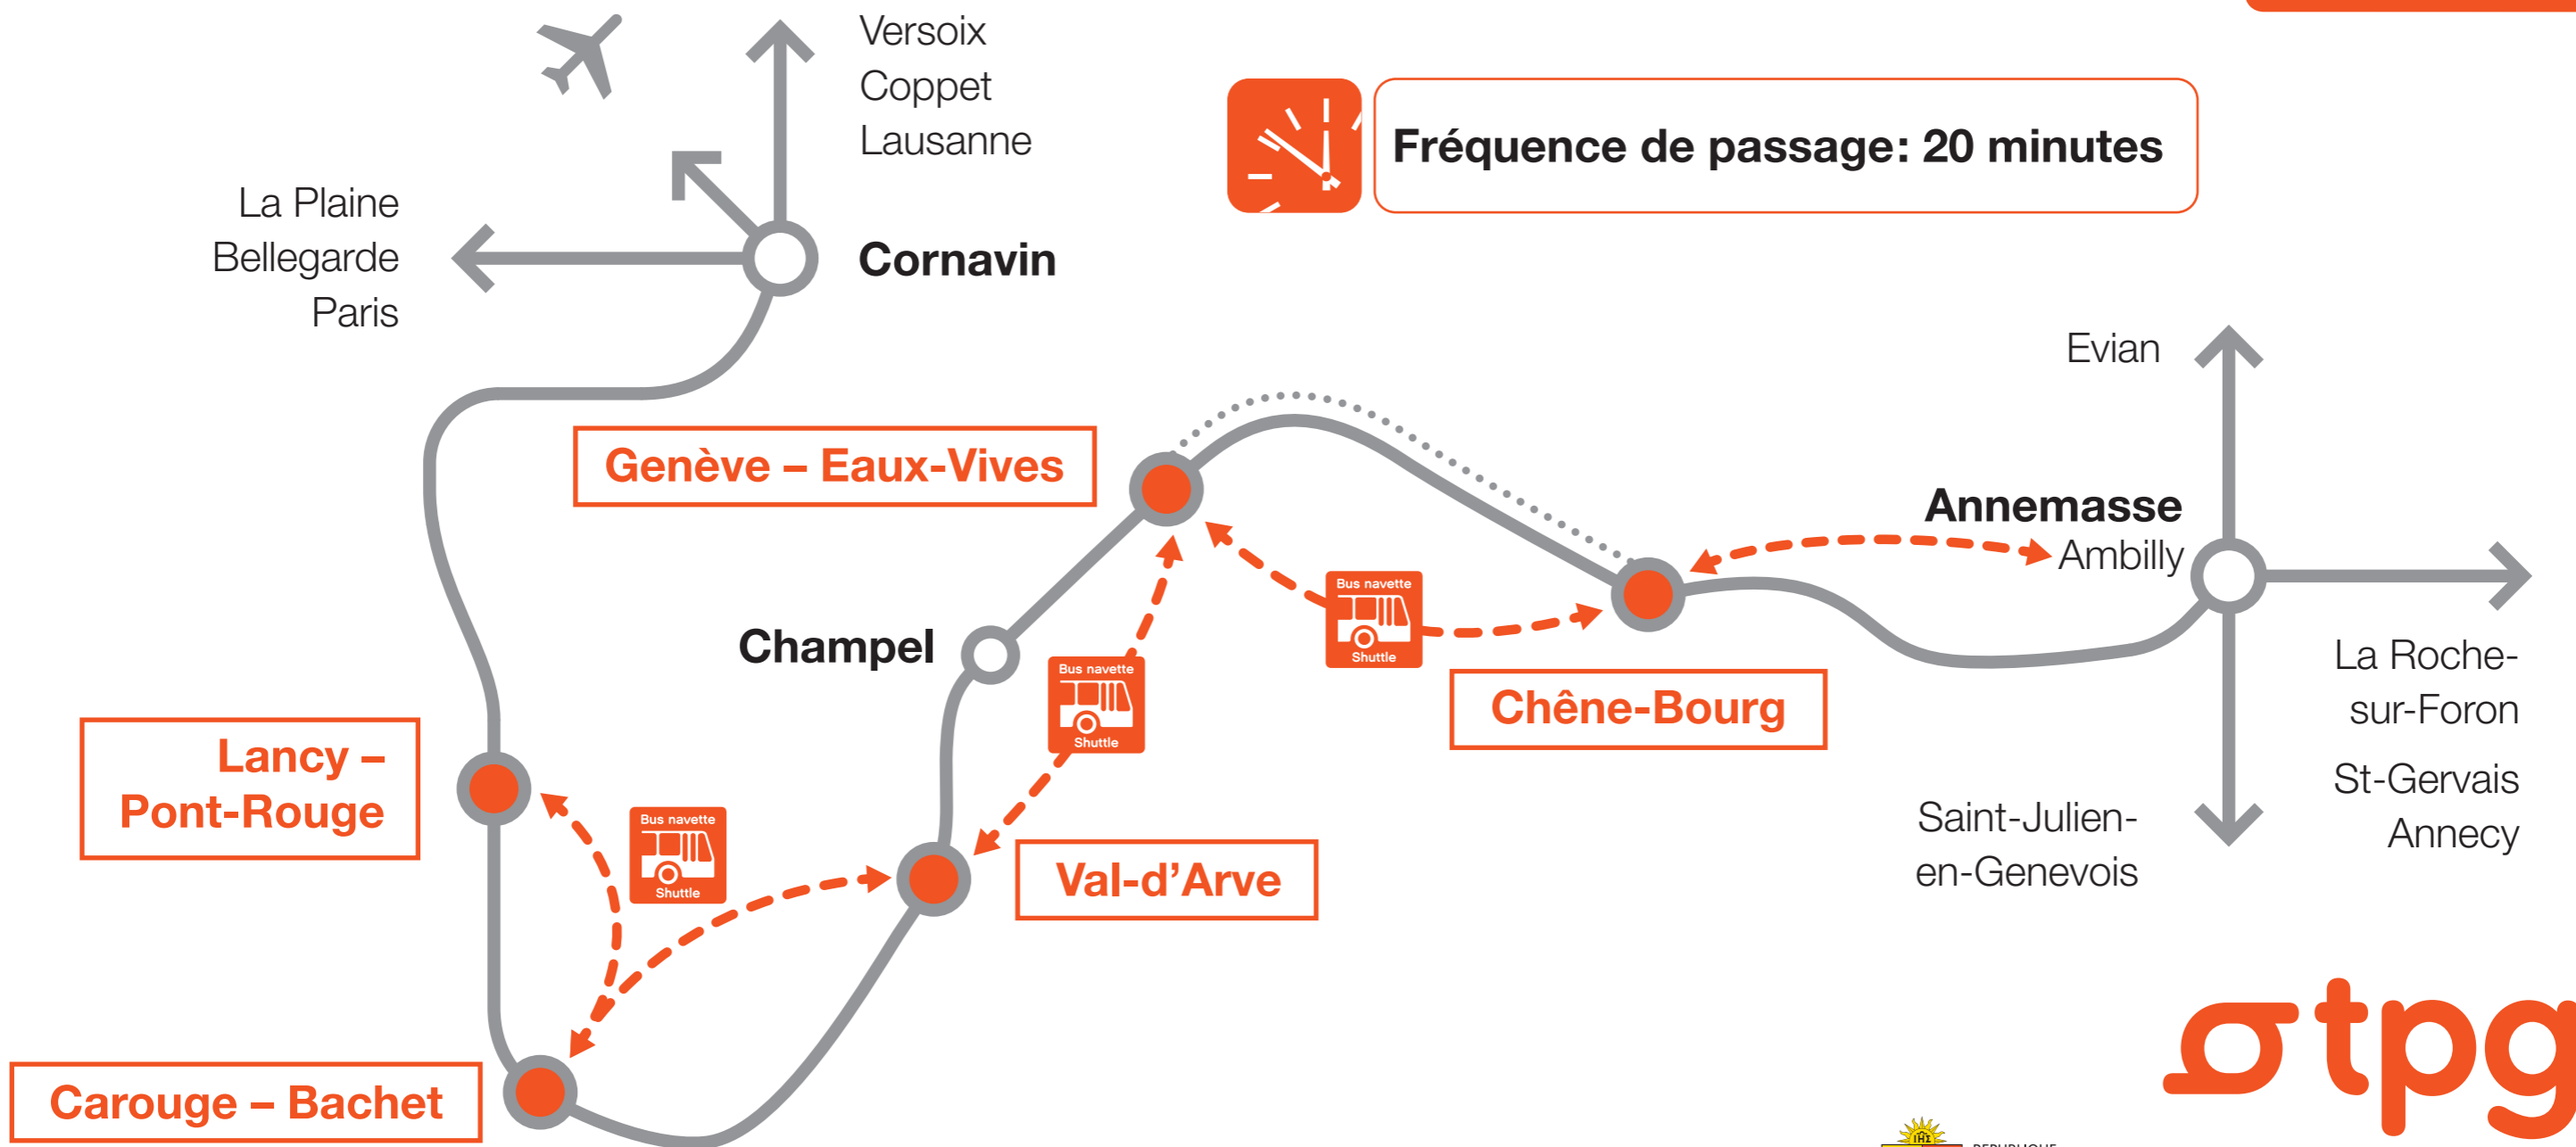 Versoix
Coppet
Lausanne
Fréquence de passage: 20 minutes
La Plaine
Bellegarde
Paris
Cornavin
Evian
Genève – Eaux-Vives
Annemasse
Ambilly
Bus navette
Shuttle
Champel
Bus navette
Shuttle
Chêne-Bourg
La Roche-
sur-Foron
St-Gervais
Annecy
Lancy –
Pont-Rouge
Bus navette
Shuttle
Val-d'Arve
Saint-Julien-
en-Genevois
Carouge – Bachet
tpg